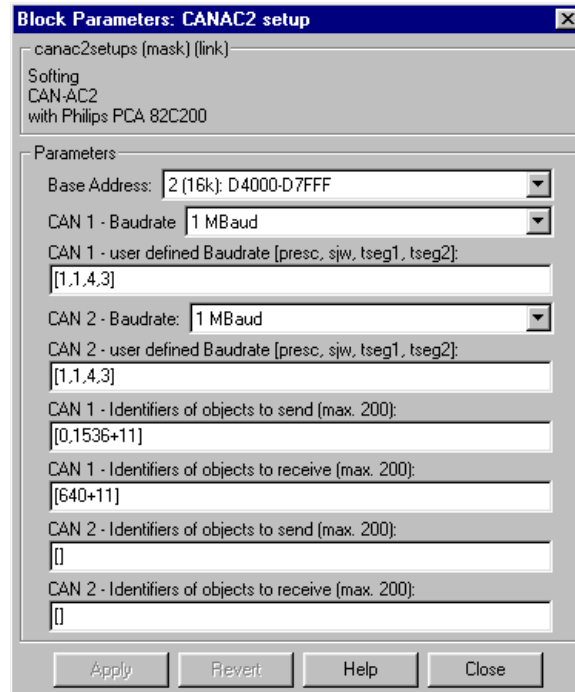 Block Parameters: CANAC2 setup
canac2setups (mask) (link)
Softing
CAN-AC2
with Philips PCA 82C200
Parameters
Base Address: 2 (16k): D4000-D7FFF
CAN 1 - Baudrate 1 MBaud
CAN 1 - user defined Baudrate [presc, sjw, tseg1, tseg2]:
[1,1,4,3]
CAN 2 - Baudrate: 1 MBaud
CAN 2 - user defined Baudrate [presc, sjw, tseg1, tseg2]:
[1,1,4,3]
CAN 1 - Identifiers of objects to send (max. 200):
[0,1536+11]
CAN 1 - Identifiers of objects to receive (max. 200):
[640+11]
CAN 2 - Identifiers of objects to send (max. 200):
[]
CAN 2 - Identifiers of objects to receive (max. 200):
[]
Apply Revert Help Close